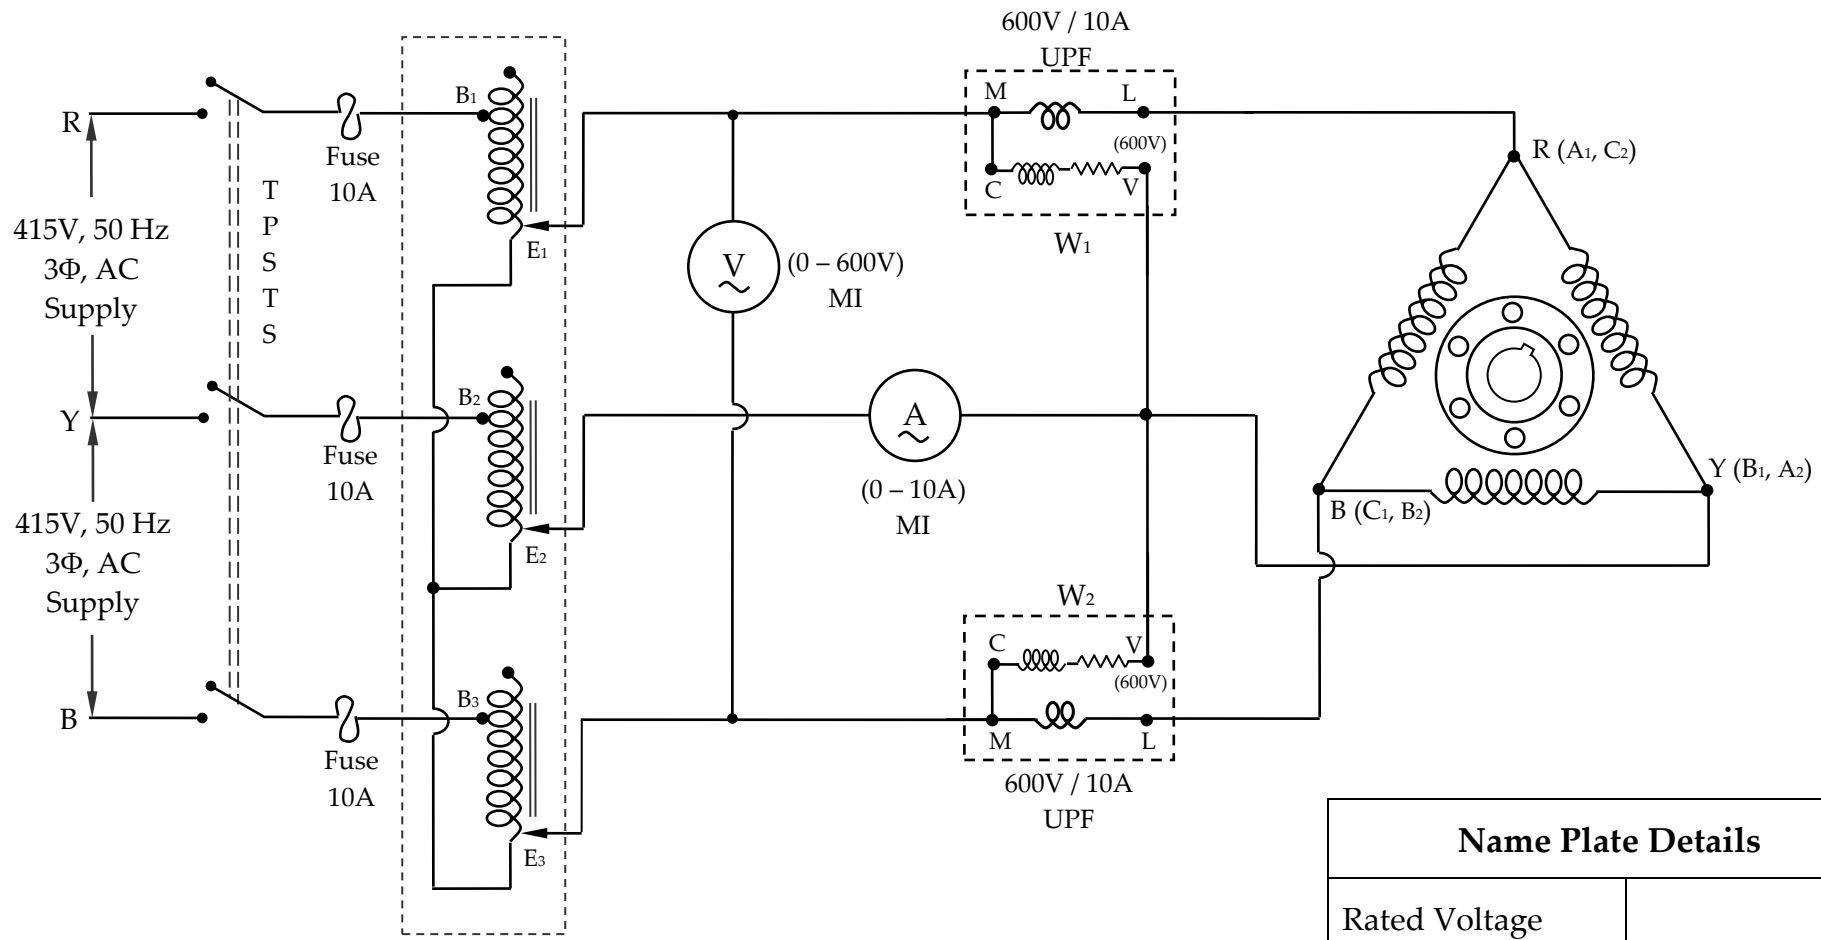 600V / 10A
UPF
R
Fuse
10A
T
P
S
T
S
415V, 50 Hz
3Φ, AC
Supply
B1
E1
M
L
(600V)
C
V
W1
R (A1, C2)
V
(0 – 600V)
MI
Y
Fuse
10A
B2
E2
A
(0 – 10A)
MI
Y (B1, A2)
B (C1, B2)
415V, 50 Hz
3Φ, AC
Supply
B
Fuse
10A
B3
E3
W2
C
V
(600V)
M
L
600V / 10A
UPF
Name Plate Details
Rated Voltage